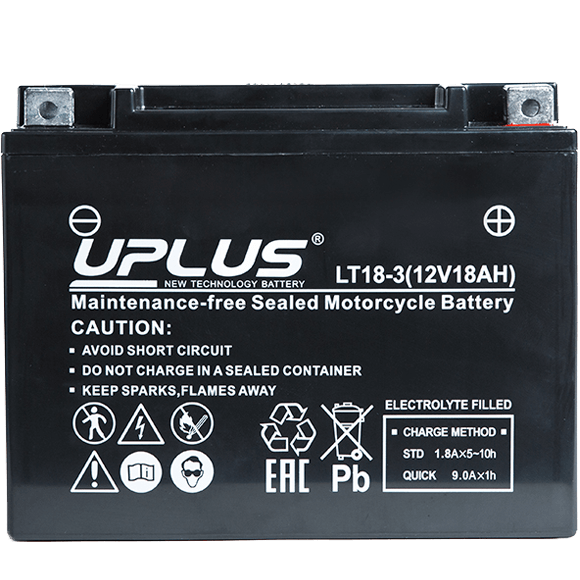 UPLUS®
NEW TECHNOLOGY BATTERY
LT18-3(12V18AH)
Maintenance-free Sealed Motorcycle Battery
CAUTION:
▪ AVOID SHORT CIRCUIT
▪ DO NOT CHARGE IN A SEALED CONTAINER
▪ KEEP SPARKS,FLAMES AWAY
ELECTROLYTE FILLED
▪ CHARGE METHOD ▪
STD 1.8A×5~10h
QUICK 9.0A×1h
EAC
Pb